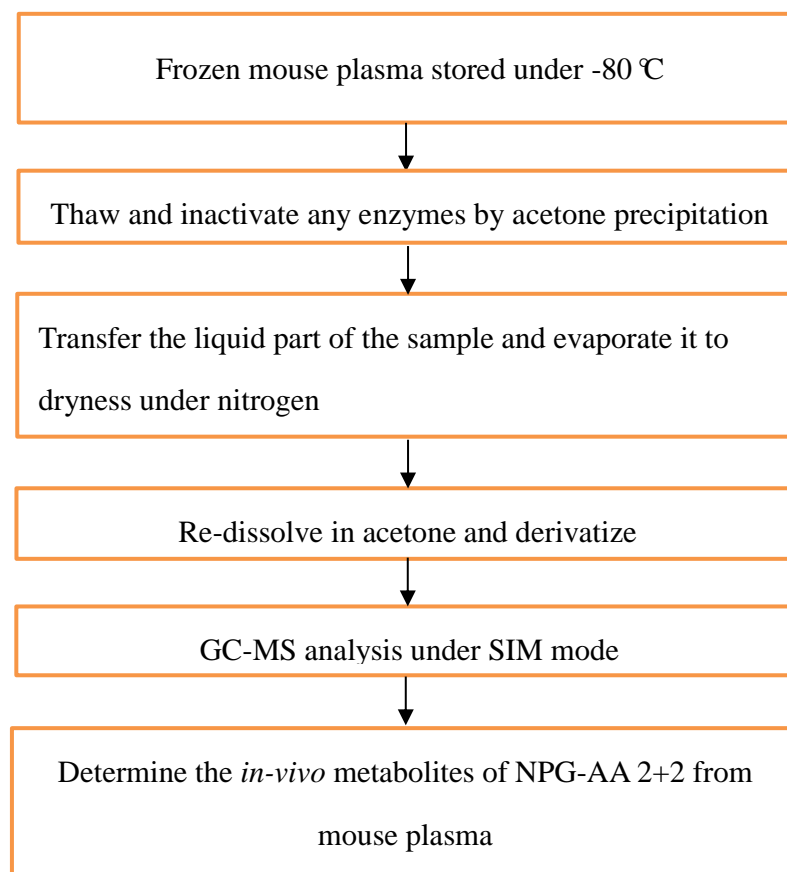 Frozen mouse plasma stored under -80 ℃
Thaw and inactivate any enzymes by acetone precipitation
Transfer the liquid part of the sample and evaporate it to
dryness under nitrogen
Re-dissolve in acetone and derivatize
GC-MS analysis under SIM mode
Determine the in-vivo metabolites of NPG-AA 2+2 from
mouse plasma